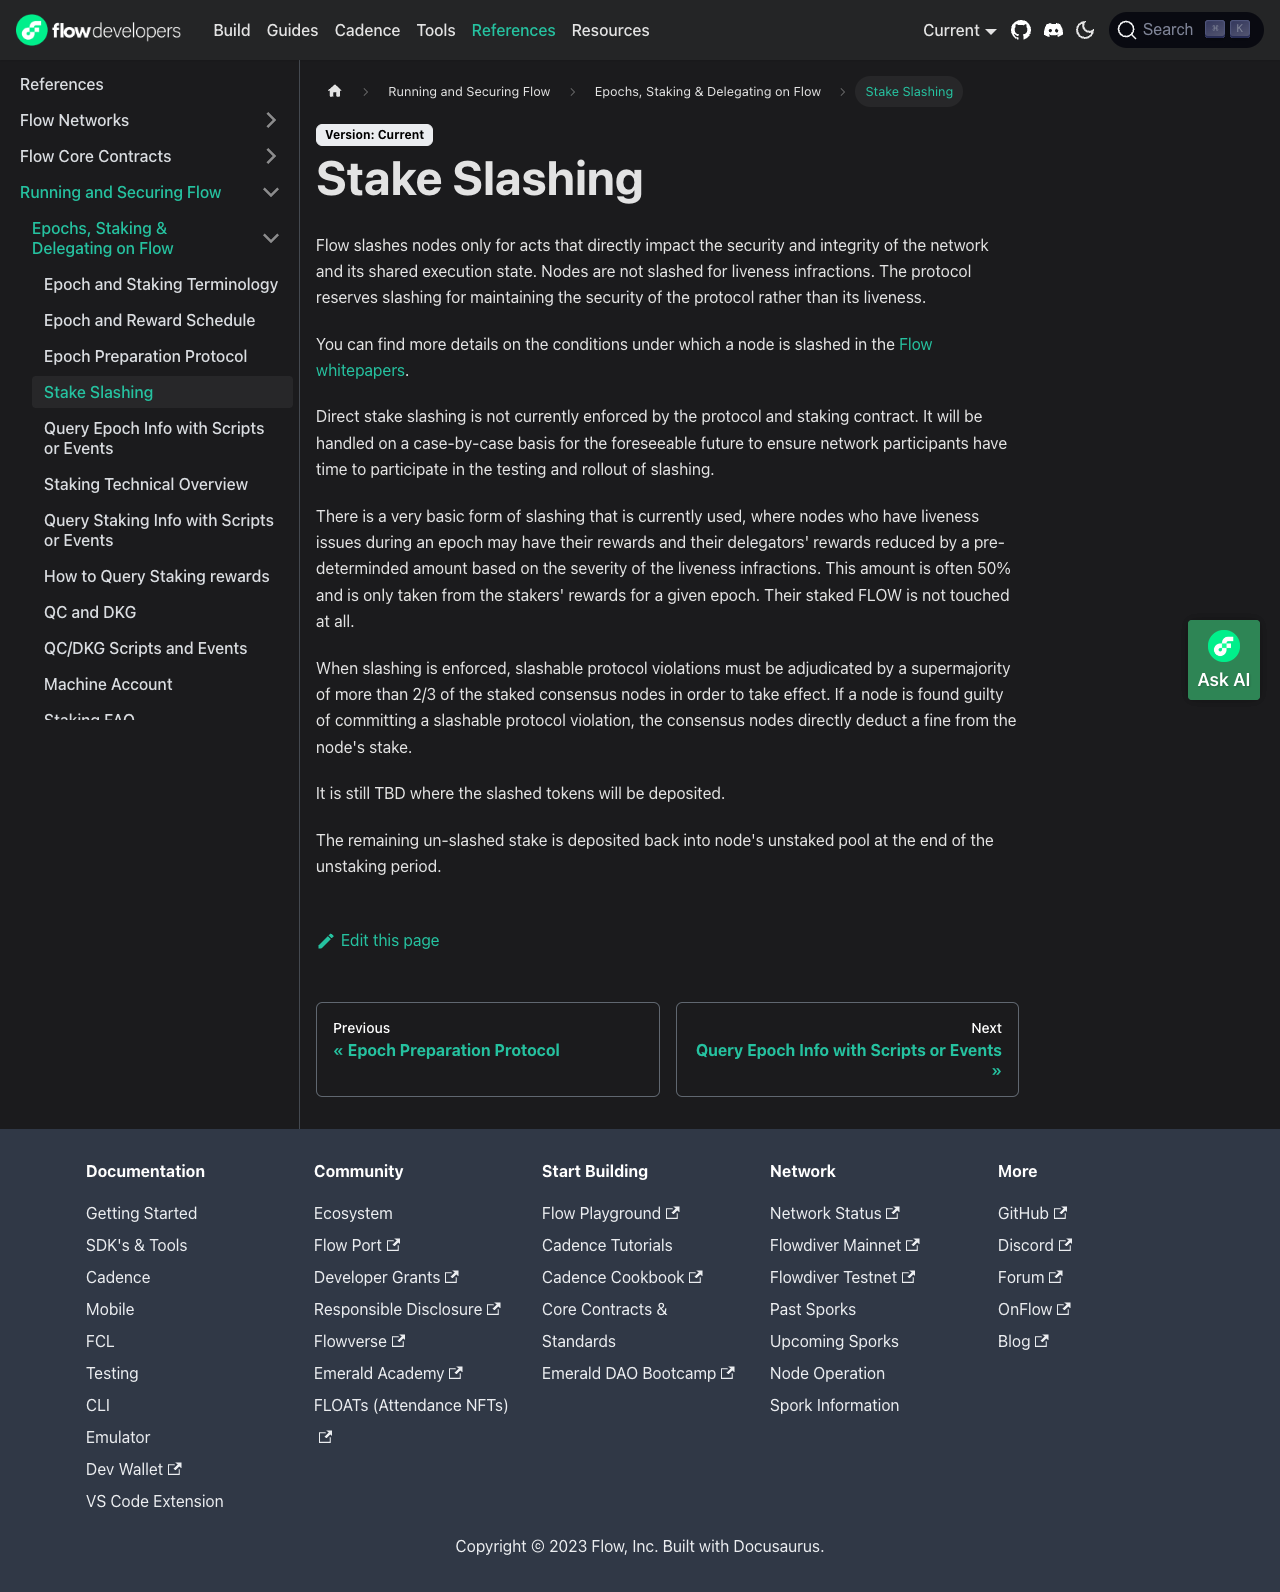 flowdevelopers Build Guides Cadence Tools References Resources Current Search ⌘ K
References
Flow Networks
Flow Core Contracts
Running and Securing Flow
Epochs, Staking &
Delegating on Flow
Epoch and Staking Terminology
Epoch and Reward Schedule
Epoch Preparation Protocol
Stake Slashing
Query Epoch Info with Scripts
or Events
Staking Technical Overview
Query Staking Info with Scripts
or Events
How to Query Staking rewards
QC and DKG
QC/DKG Scripts and Events
Machine Account
Staking FAQ
Running and Securing Flow Epochs, Staking & Delegating on Flow Stake Slashing
Version: Current
Stake Slashing
Flow slashes nodes only for acts that directly impact the security and integrity of the network
and its shared execution state. Nodes are not slashed for liveness infractions. The protocol
reserves slashing for maintaining the security of the protocol rather than its liveness.
You can find more details on the conditions under which a node is slashed in the Flow
whitepapers.
Direct stake slashing is not currently enforced by the protocol and staking contract. It will be
handled on a case-by-case basis for the foreseeable future to ensure network participants have
time to participate in the testing and rollout of slashing.
There is a very basic form of slashing that is currently used, where nodes who have liveness
issues during an epoch may have their rewards and their delegators' rewards reduced by a pre-
determinded amount based on the severity of the liveness infractions. This amount is often 50%
and is only taken from the stakers' rewards for a given epoch. Their staked FLOW is not touched
at all.
When slashing is enforced, slashable protocol violations must be adjudicated by a supermajority
of more than 2/3 of the staked consensus nodes in order to take effect. If a node is found guilty
of committing a slashable protocol violation, the consensus nodes directly deduct a fine from the
node's stake.
It is still TBD where the slashed tokens will be deposited.
The remaining un-slashed stake is deposited back into node's unstaked pool at the end of the
unstaking period.
Edit this page
Previous
« Epoch Preparation Protocol
Next
Query Epoch Info with Scripts or Events
»
Ask AI
Documentation
Getting Started
SDK's & Tools
Cadence
Mobile
FCL
Testing
CLI
Emulator
Dev Wallet
VS Code Extension
Community
Ecosystem
Flow Port
Developer Grants
Responsible Disclosure
Flowverse
Emerald Academy
FLOATs (Attendance NFTs)
Start Building
Flow Playground
Cadence Tutorials
Cadence Cookbook
Core Contracts &
Standards
Emerald DAO Bootcamp
Network
Network Status
Flowdiver Mainnet
Flowdiver Testnet
Past Sporks
Upcoming Sporks
Node Operation
Spork Information
More
GitHub
Discord
Forum
OnFlow
Blog
Copyright © 2023 Flow, Inc. Built with Docusaurus.